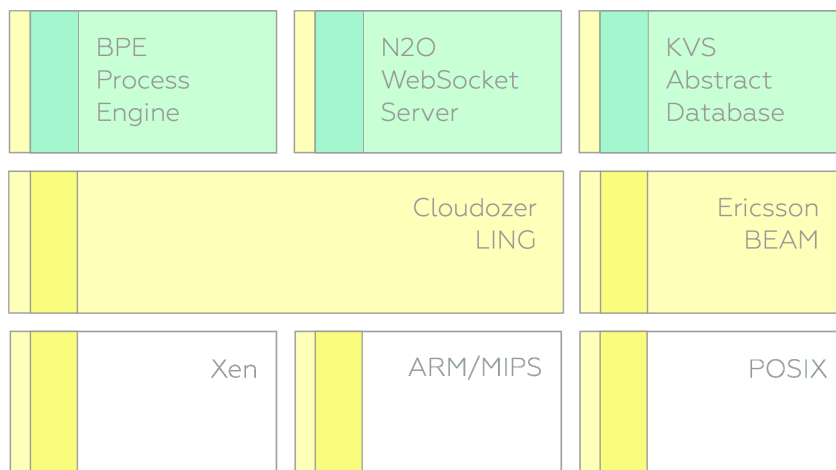 BPE
Process
Engine
N2O
WebSocket
Server
KVS
Abstract
Database
Cloudozer
LING
Ericsson
BEAM
Xen
ARM/MIPS
POSIX